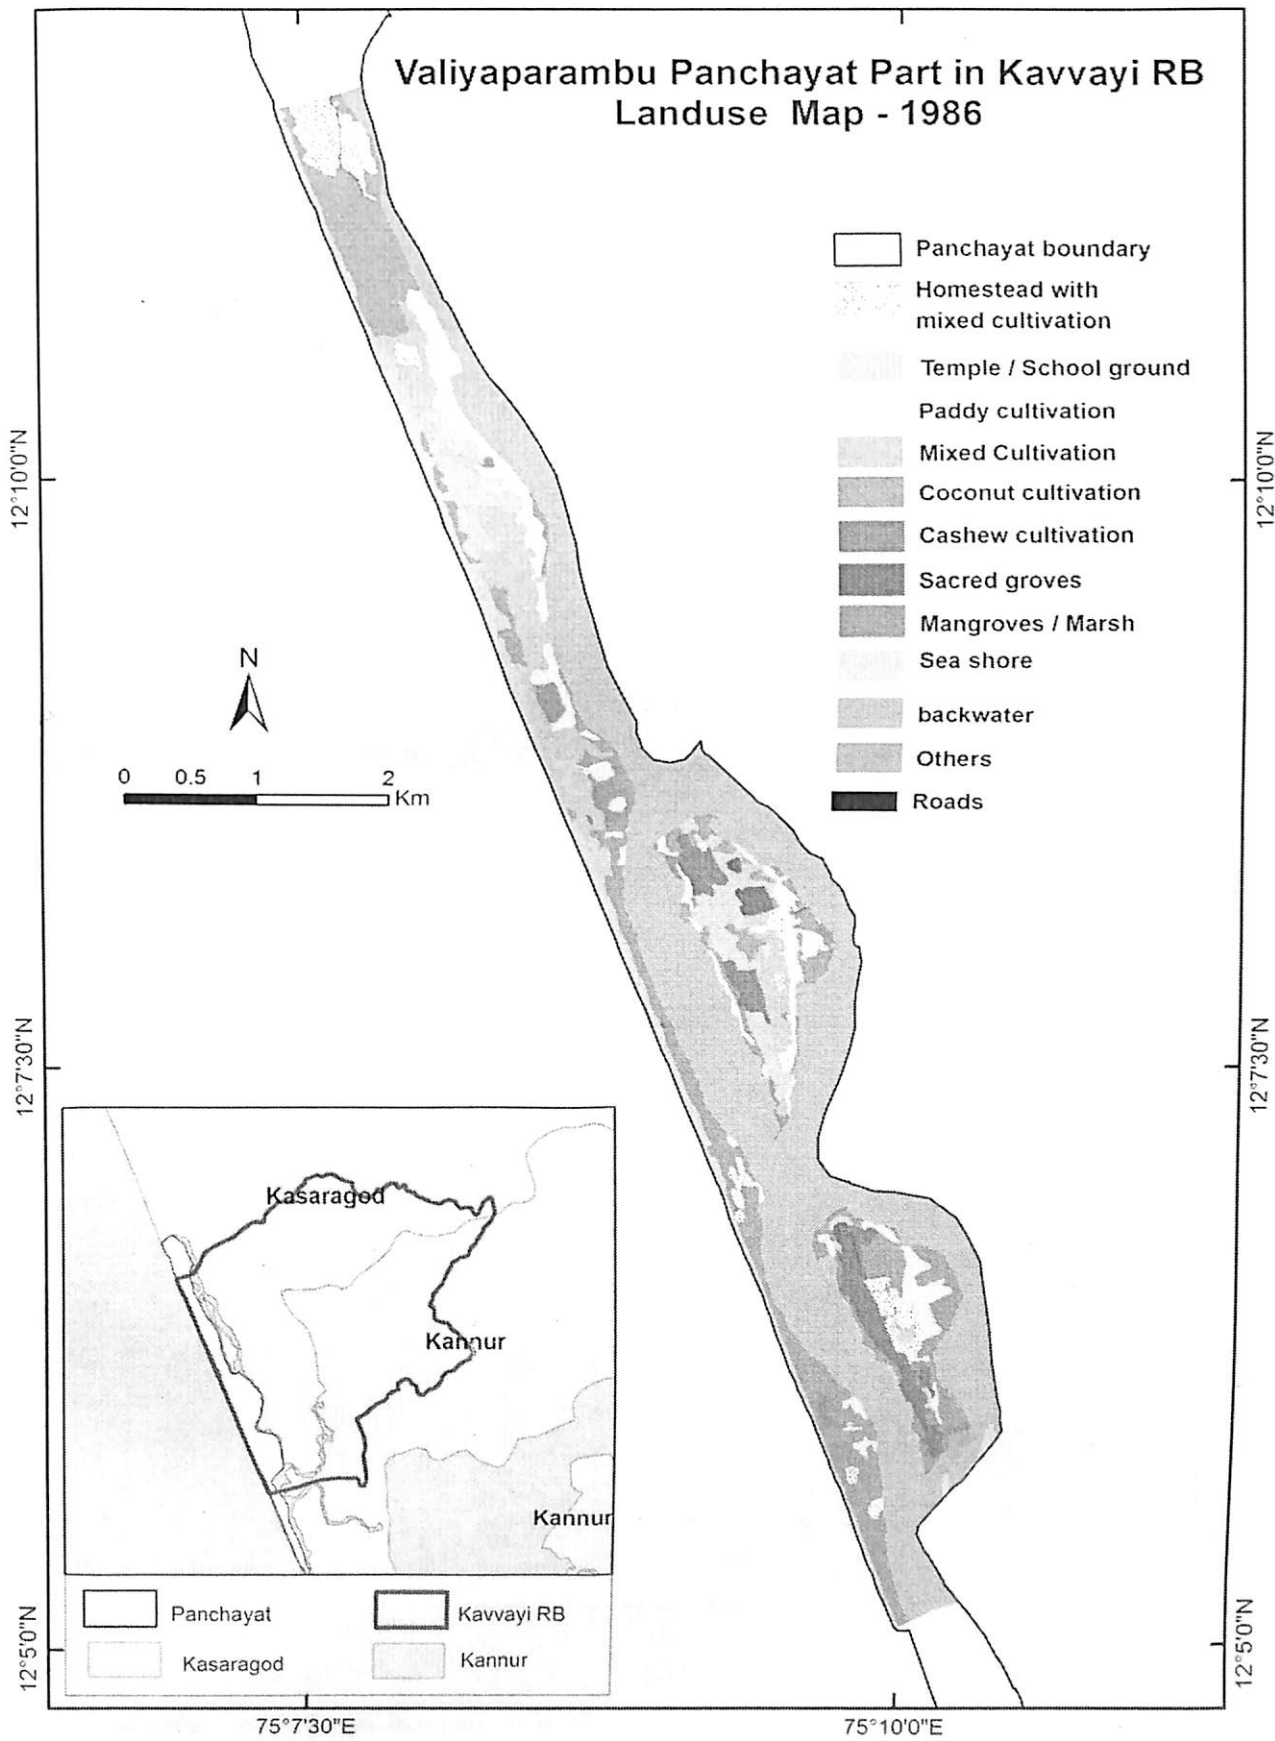 Valiyaparambu Panchayat Part in Kavvayi RB
Landuse Map - 1986
Panchayat boundary
Homestead with
mixed cultivation
Temple / School ground
Paddy cultivation
Mixed Cultivation
Coconut cultivation
Cashew cultivation
Sacred groves
Mangroves / Marsh
Sea shore
backwater
Others
Roads
12°10'0"N
12°10'0"N
N
0 0.5 1 2
Km
12°7'30"N
12°7'30"N
Kasaragod
Kannur
Kannur
Panchayat
Kavvayi RB
Kasaragod
Kannur
12°5'0"N
12°5'0"N
75°7'30"E
75°10'0"E